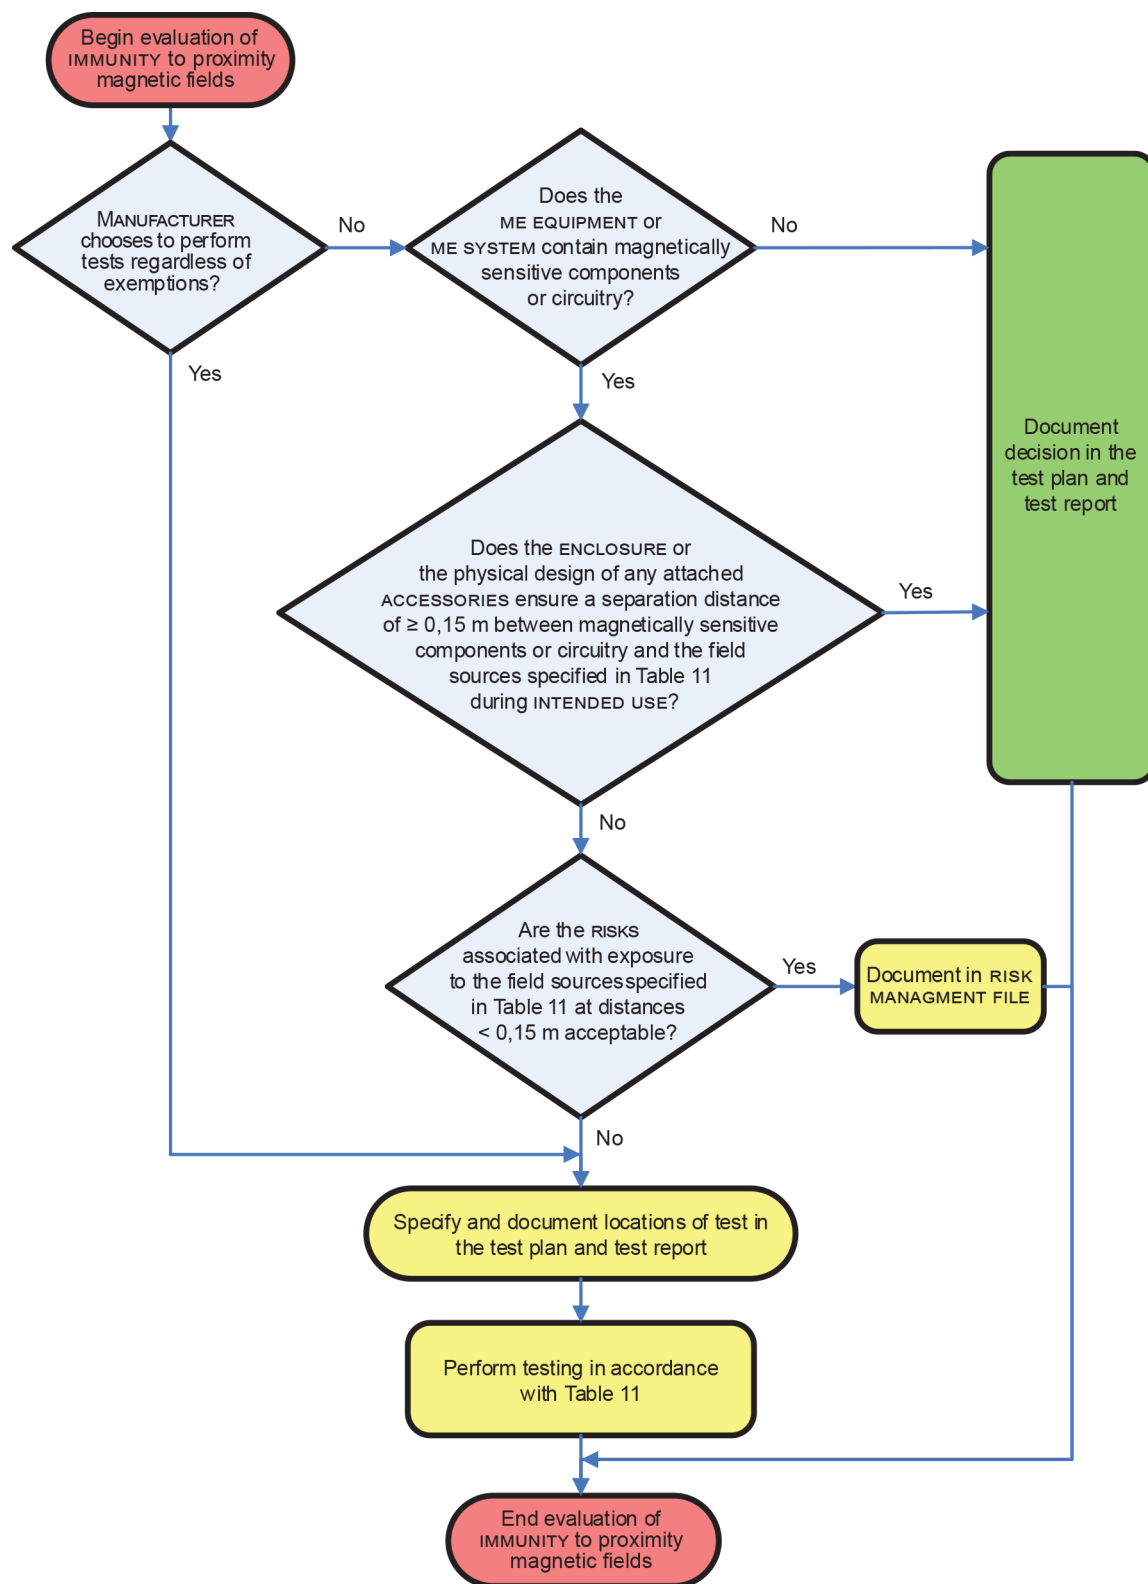 Begin evaluation of
IMMUNITY to proximity
magnetic fields
MANUFACTURER
chooses to perform
tests regardless of
exemptions?
No
Yes
Does the
ME EQUIPMENT or
ME SYSTEM contain magnetically
sensitive components
or circuitry?
No
Yes
Document
decision in the
test plan and
test report
Does the ENCLOSURE or
the physical design of any attached
ACCESSORIES ensure a separation distance
of ≥ 0,15 m between magnetically sensitive
components or circuitry and the field
sources specified in Table 11
during INTENDED USE?
Yes
No
Are the RISKS
associated with exposure
to the field sources specified
in Table 11 at distances
< 0,15 m acceptable?
Yes
Document in RISK
MANAGMENT FILE
No
Specify and document locations of test in
the test plan and test report
Perform testing in accordance
with Table 11
End evaluation of
IMMUNITY to proximity
magnetic fields